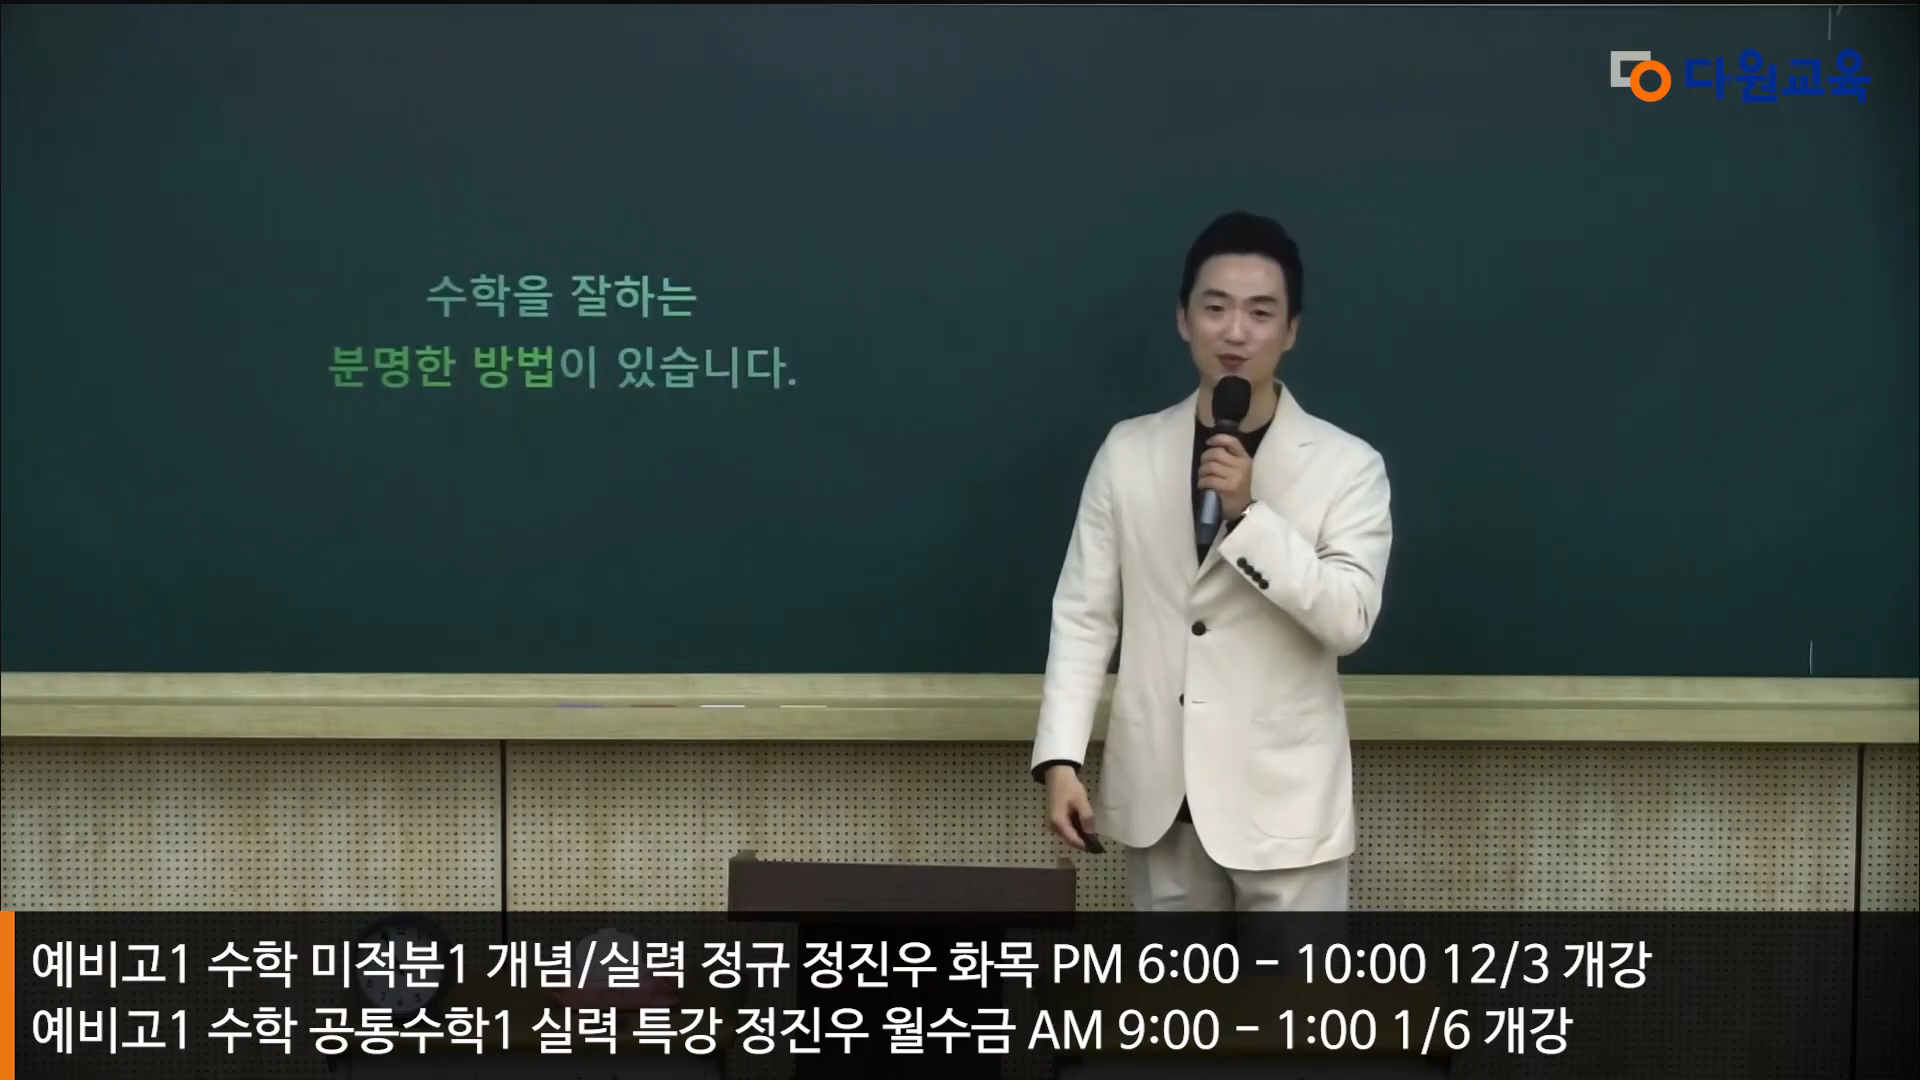 다원교육
수학을 잘하는
분명한 방법이 있습니다.
예비고1 수학 미적분1 개념/실력 정규 정진우 화목 PM 6:00 - 10:00 12/3 개강
예비고1 수학 공통수학1 실력 특강 정진우 월수금 AM 9:00 - 1:00 1/6 개강